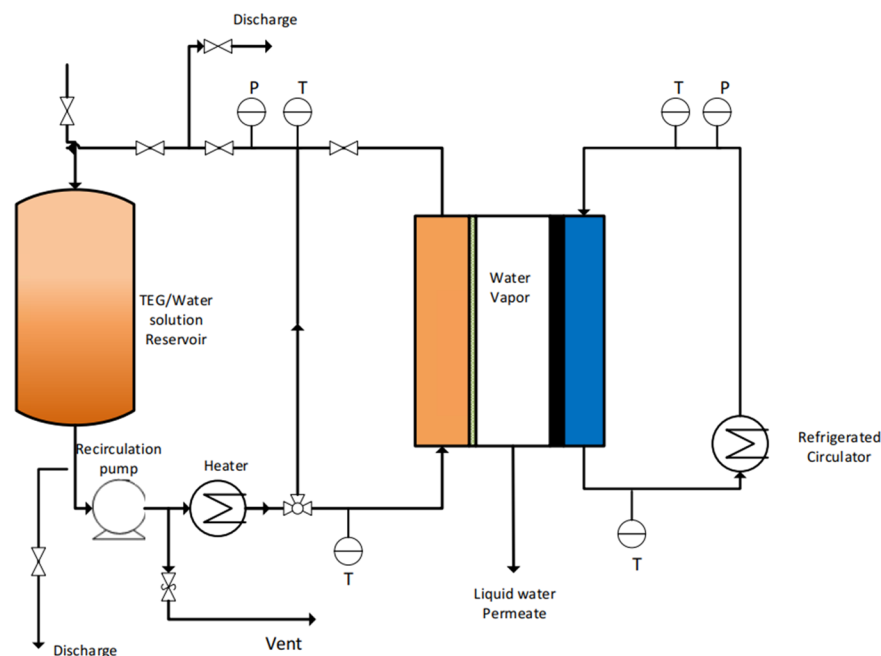 Discharge
P
T
T
P
Water
Vapor
TEG/Water
solution
Reservoir
Recirculation
pump
Heater
Refrigerated
Circulator
T
T
Liquid water
Permeate
Vent
Discharge